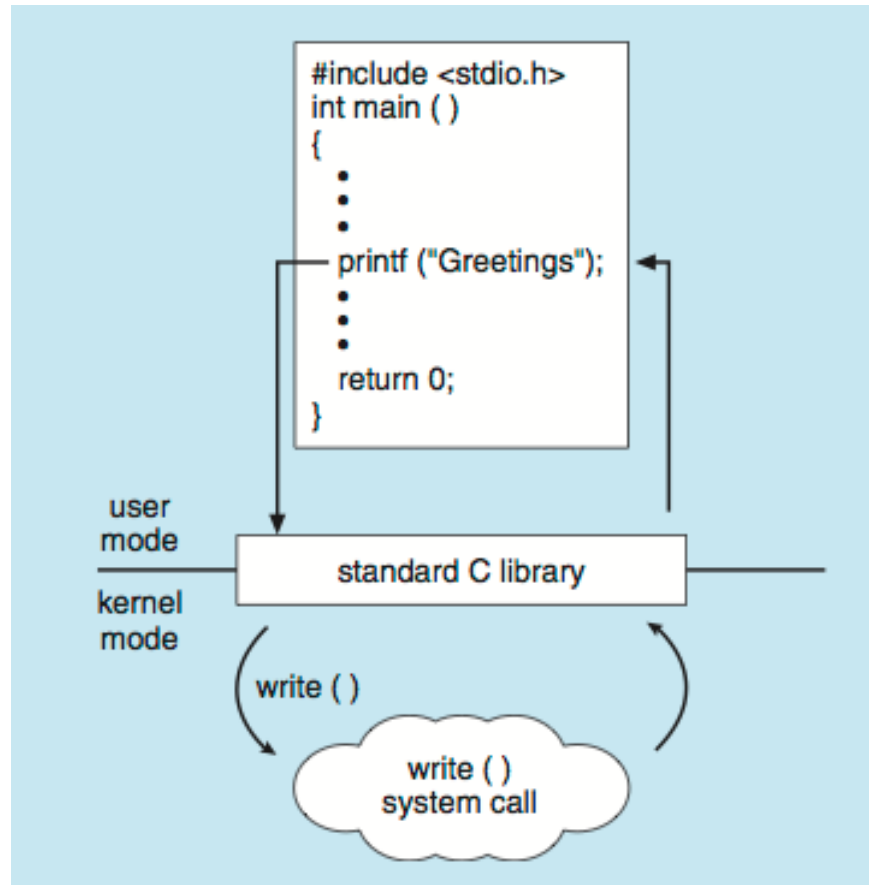 #include <stdio.h>
int main ( )
{
•
•
•
printf ("Greetings");
•
•
•
return 0;
}
user
mode
standard C library
kernel
mode
write ( )
write ( )
system call